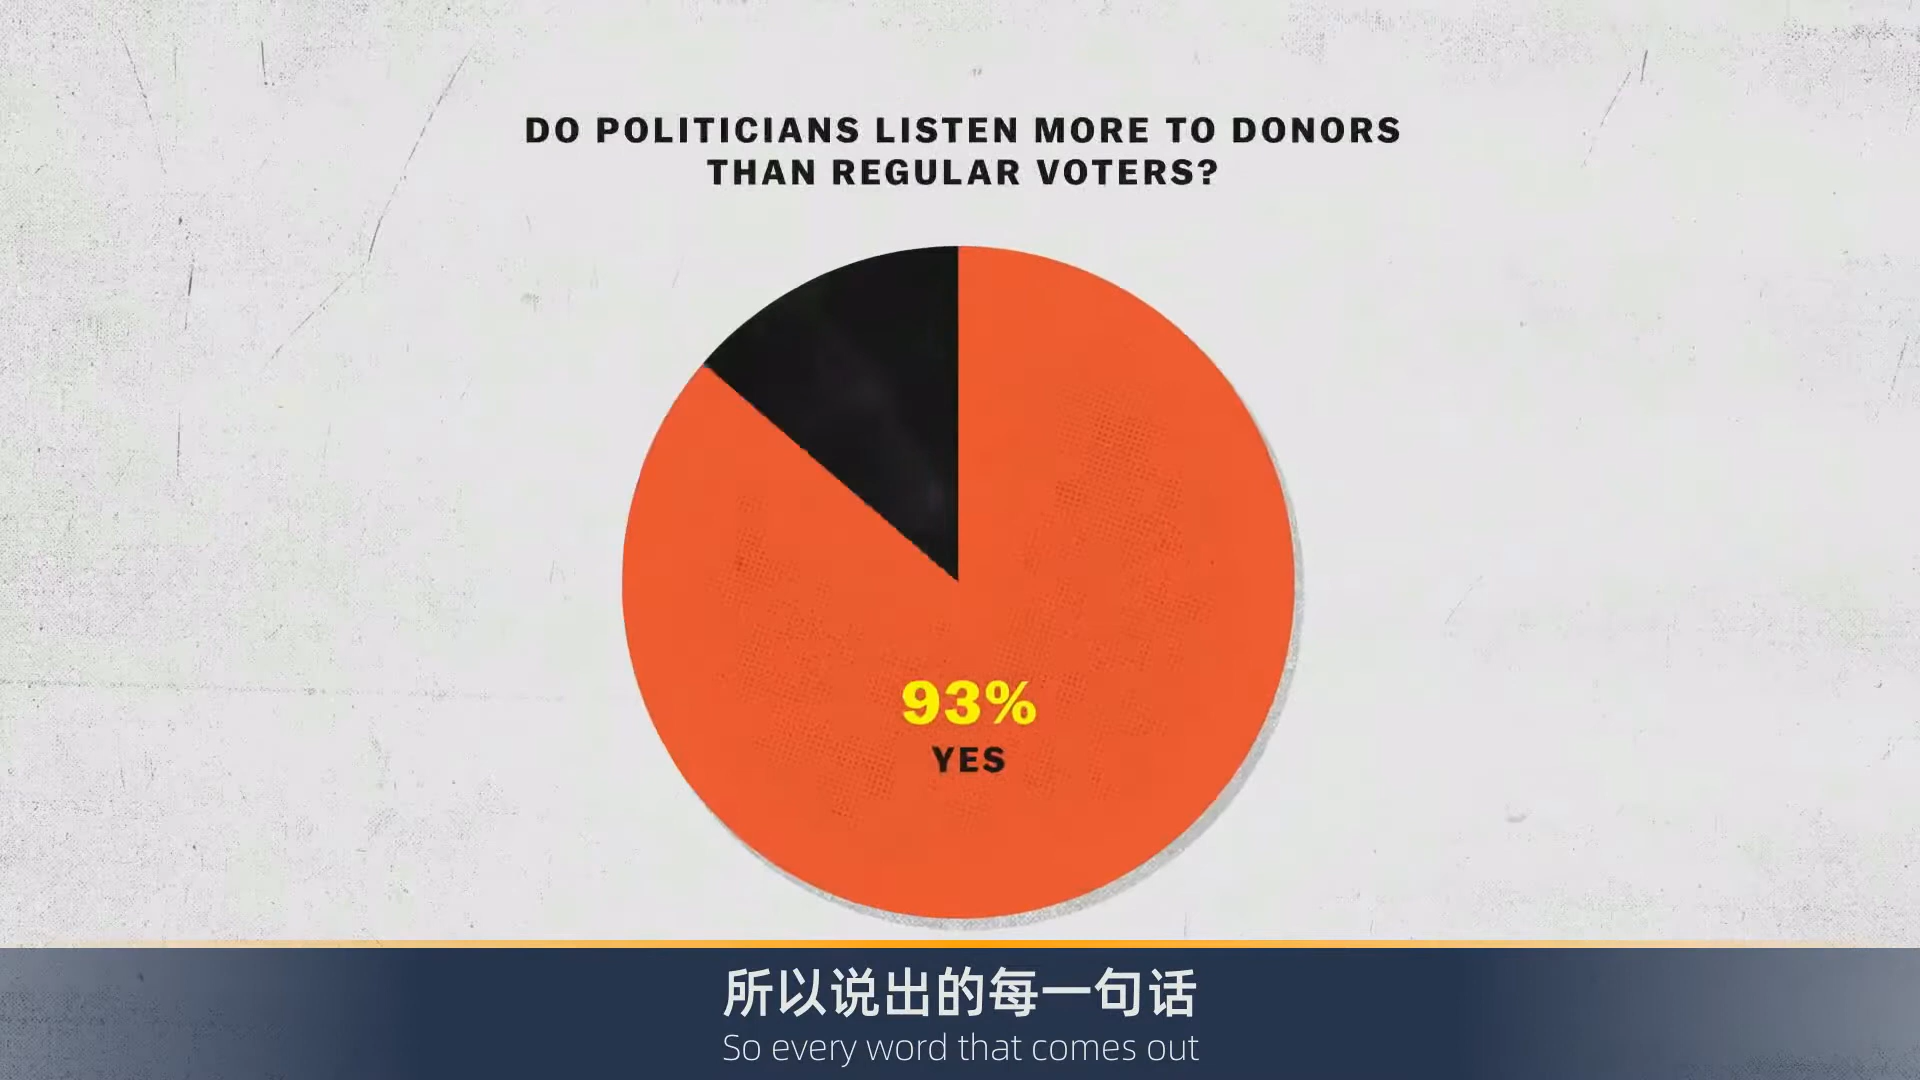 DO POLITICIANS LISTEN MORE TO DONORS
THAN REGULAR VOTERS?
93%
YES
所以说出的每一句话
So every word that comes out